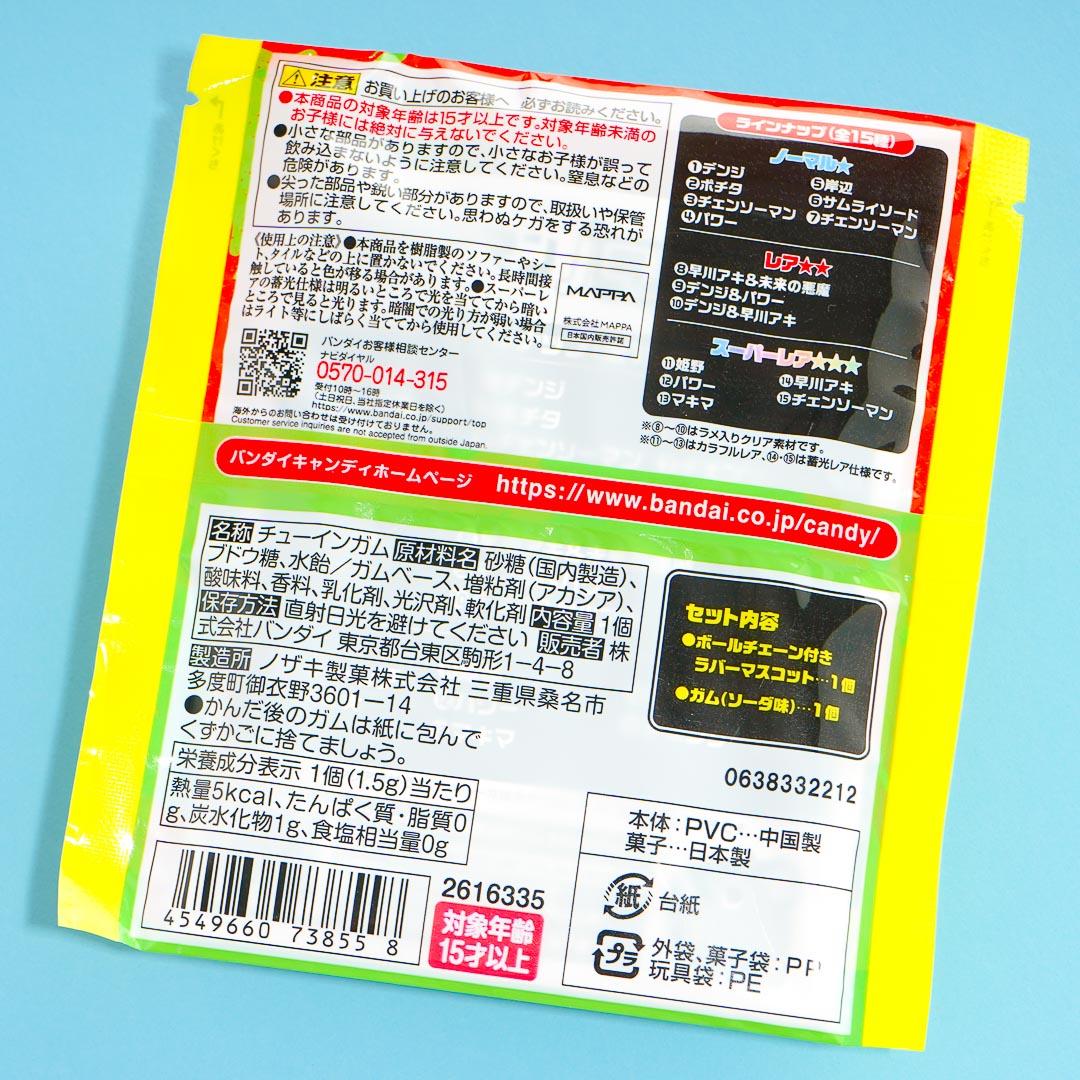 注意 お買い上げのお客様へ 必ずお読みください。
●本商品の対象年齢は15才以上です。対象年齢未満の
お子様には絶対に与えないでください。
●小さな部品がありますので、小さなお子様が誤って
飲み込まないように注意してください。窒息などの
危険があります。
●尖った部品や鋭い部分がありますので、取扱いや保管
場所に注意してください。思わぬケガをする恐れが
あります。
《使用上の注意》●本商品を樹脂製のソファーやシー
ト、タイルなどの上に置かないでください。長時間接
触していると色が移る場合があります。●スーパーレ
アの蓄光仕様は明るいところで光を当ててから暗い
ところで見ると光ります。暗闇での光り方が弱い場合
はライト等にしばらく当ててから使用してください。
MAPPA
株式会社MAPPA
日本国内販売許諾
バンダイお客様相談センター
ナビダイヤル
0570-014-315
受付10時〜16時
(土日祝日、当社指定休業日を除く)
https://www.bandai.co.jp/support/top
海外からのお問い合わせは受け付けておりません。
Customer service inquiries are not accepted from outside Japan.
ラインナップ(全15種)
ノーマル★
①デンジ
②ポチタ
③チェンソーマン
④パワー
⑤岸辺
⑥サムライソード
⑦チェンソーマン
レア★★
⑧早川アキ&未来の悪魔
⑨デンジ&パワー
⑩デンジ&早川アキ
スーパーレア★★★
⑪姫野
⑫パワー
⑬マキマ
⑭早川アキ
⑮チェンソーマン
※⑧〜⑩はラメ入りクリア素材です。
※⑪〜⑬はカラフルレア、⑭・⑮は蓄光レア仕様です。
バンダイキャンディホームページ https://www.bandai.co.jp/candy/
名称 チューインガム 原材料名 砂糖(国内製造)、
ブドウ糖、水飴/ガムベース、増粘剤(アカシア)、
酸味料、香料、乳化剤、光沢剤、軟化剤 内容量 1個
保存方法 直射日光を避けてください 販売者 株
式会社バンダイ 東京都台東区駒形1-4-8
製造所 ノザキ製菓株式会社 三重県桑名市
多度町御衣野3601-14
●かんだ後のガムは紙に包んで
くずかごに捨てましょう。
セット内容
●ボールチェーン付き
ラバーマスコット…1個
●ガム(ソーダ味)…1個
0638332212
栄養成分表示 1個(1.5g)当たり
熱量5kcal、たんぱく質・脂質0
g、炭水化物1g、食塩相当量0g
4549660 73855 8
2616335
対象年齢
15才以上
本体:PVC…中国製
菓子…日本製
紙 台紙
プラ 外袋、菓子袋:PP
玩具袋:PE